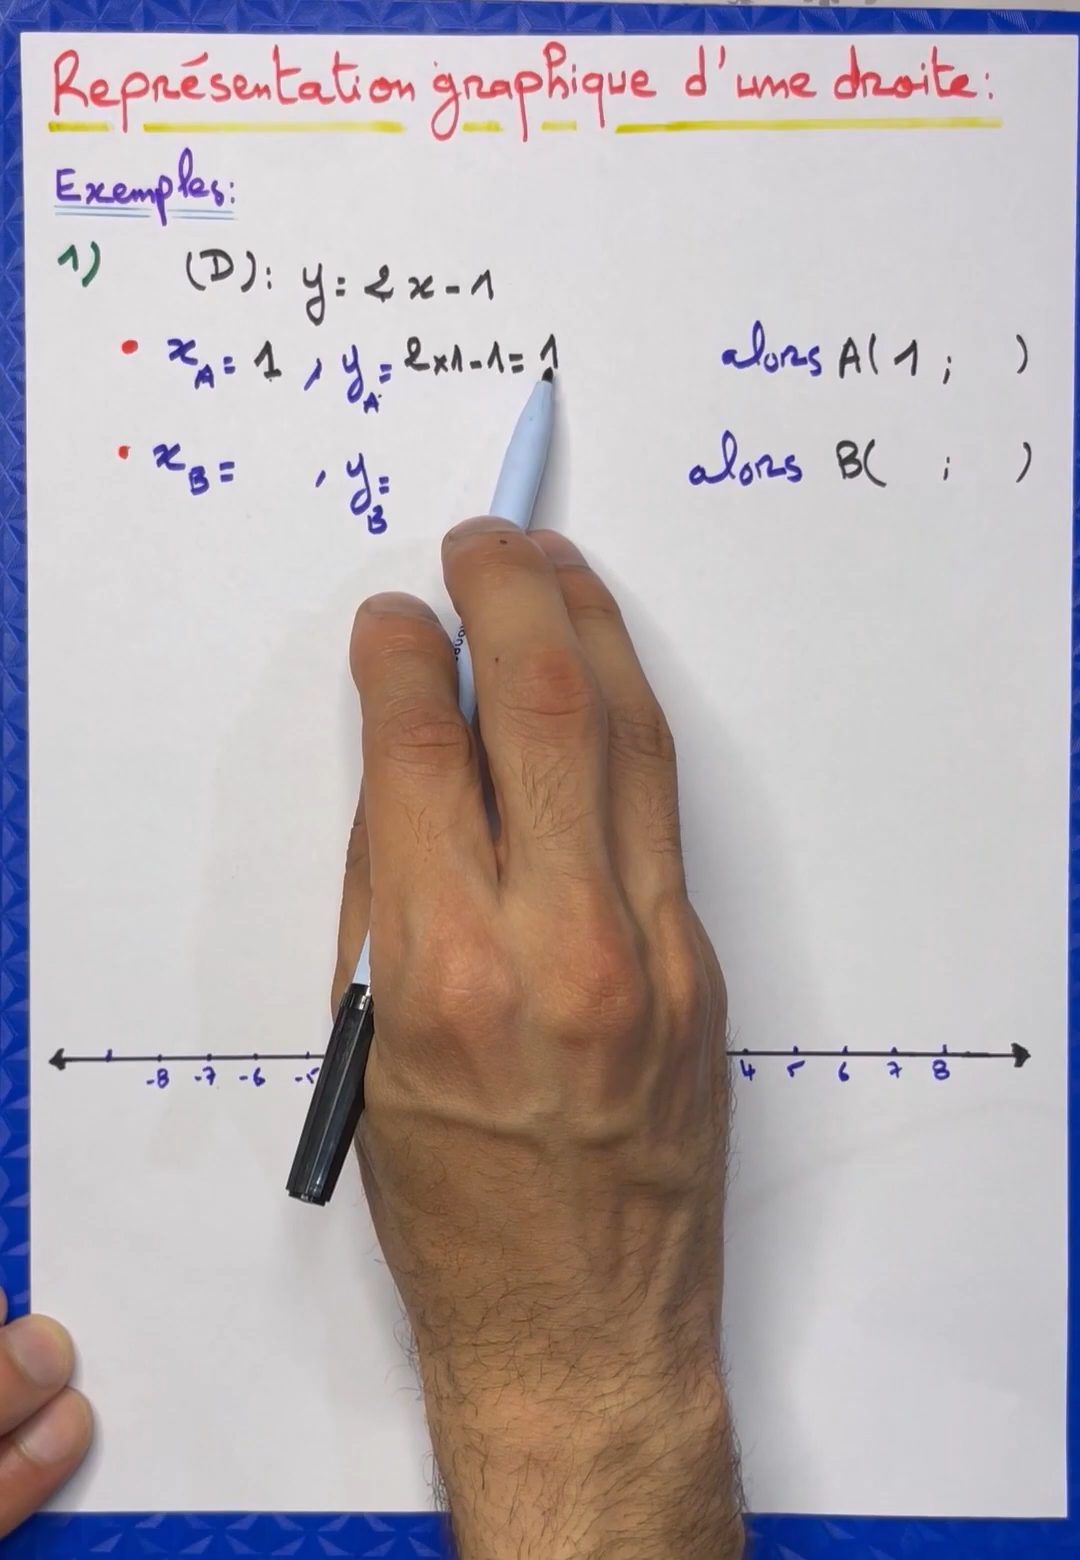 Représentation graphique d'une droite:
Exemples:
1) (D): y = 2x - 1
• x_A = 1 , y_A = 2×1-1 = 1 alors A( 1 ; )
• x_B = , y_B = alors B( ; )
-8 -7 -6 -5 4 5 6 7 8